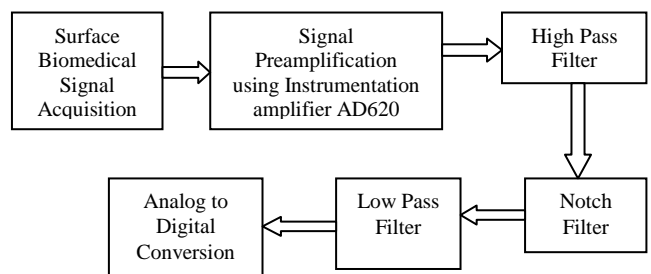 Surface
Biomedical
Signal
Acquisition
Signal
Preamplification
using Instrumentation
amplifier AD620
High Pass
Filter
Notch
Filter
Low Pass
Filter
Analog to
Digital
Conversion